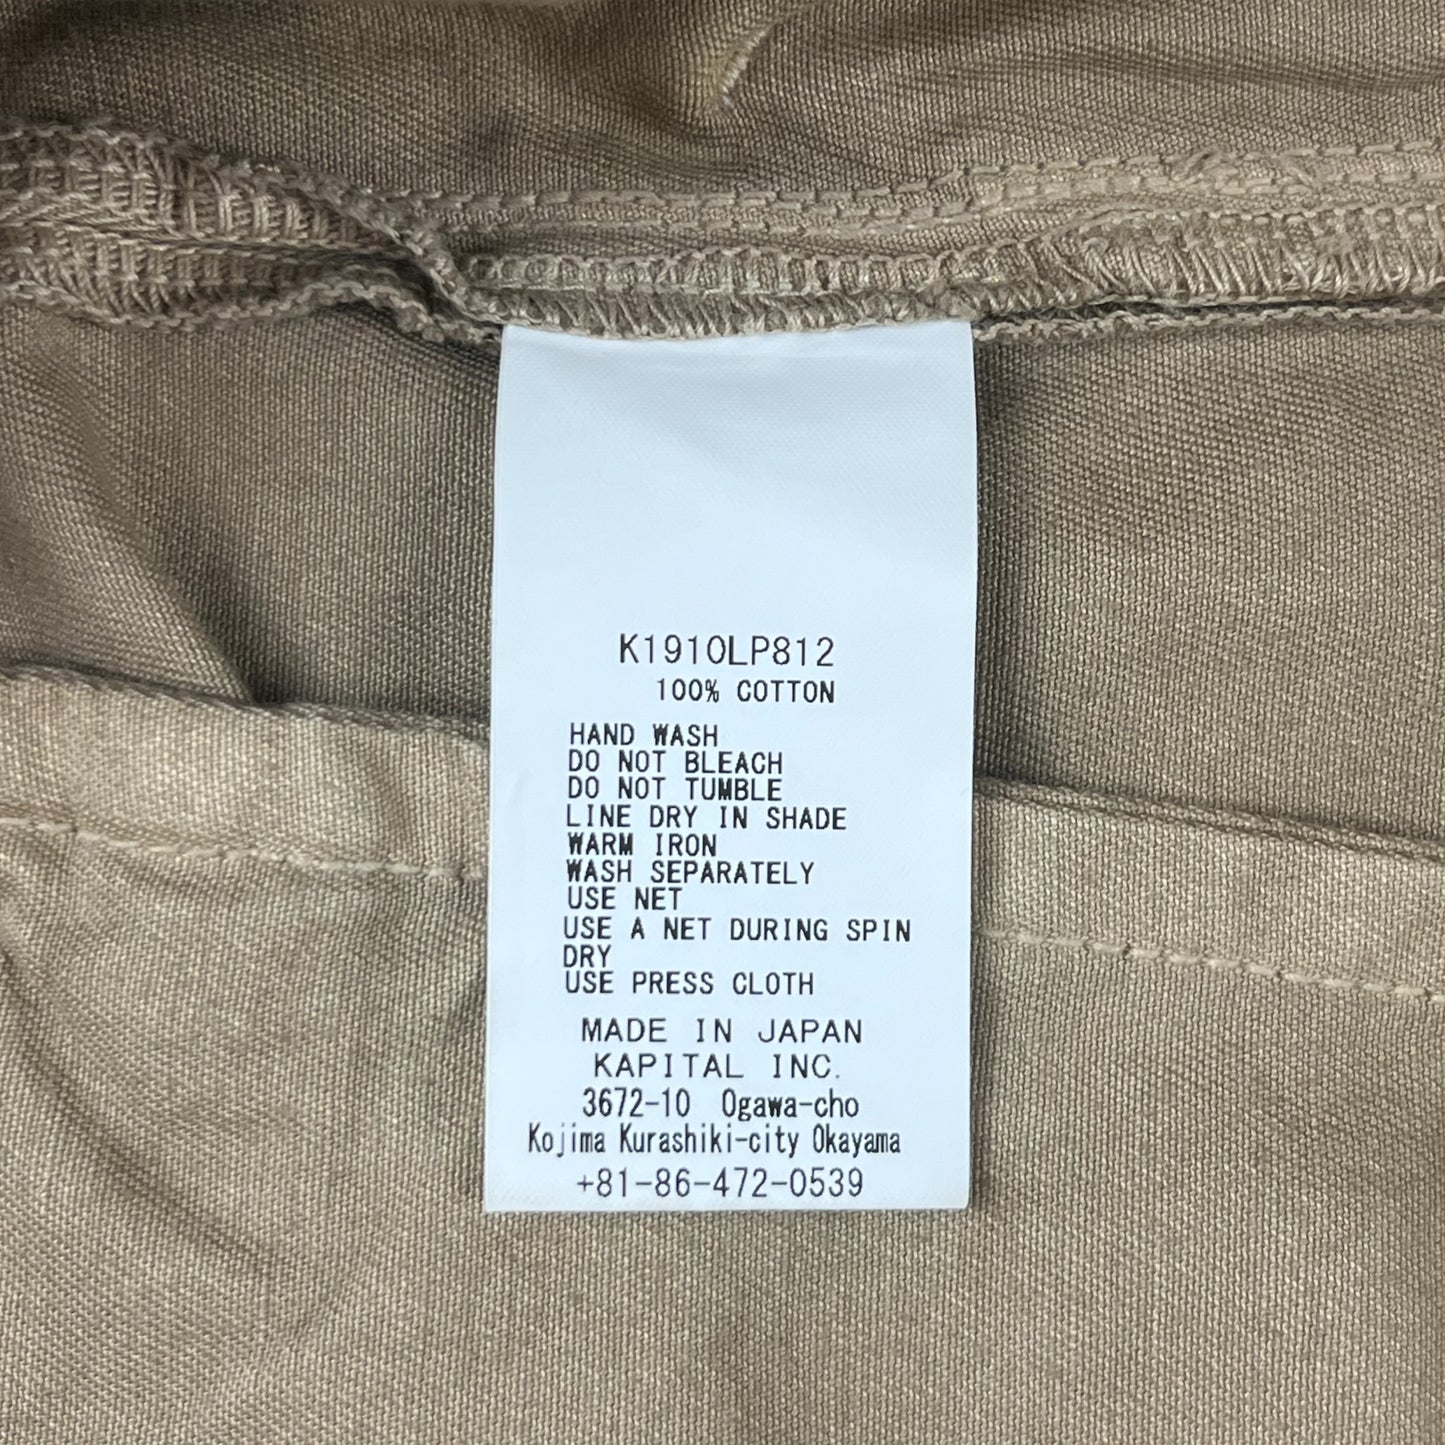 K1910LP812
100% COTTON
HAND WASH
DO NOT BLEACH
DO NOT TUMBLE
LINE DRY IN SHADE
WARM IRON
WASH SEPARATELY
USE NET
USE A NET DURING SPIN
DRY
USE PRESS CLOTH
MADE IN JAPAN
KAPITAL INC.
3672-10 Ogawa-cho
Kojima Kurashiki-city Okayama
+81-86-472-0539